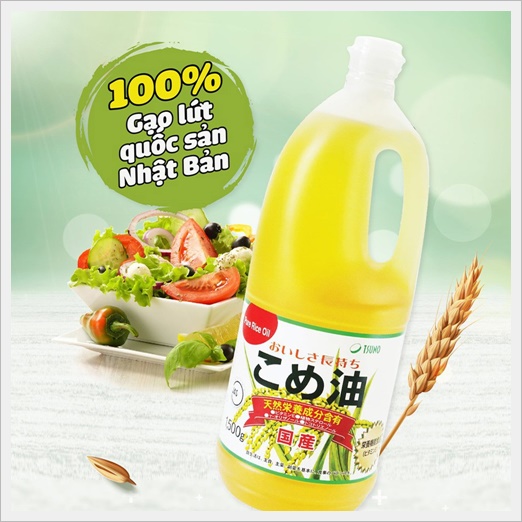 100%
Gạo lứt
quốc sản
Nhật Bản
Pure Rice Oil
TSUNO
おいしさ長持ち
こめ油
天然栄養成分含有
国産
1500g